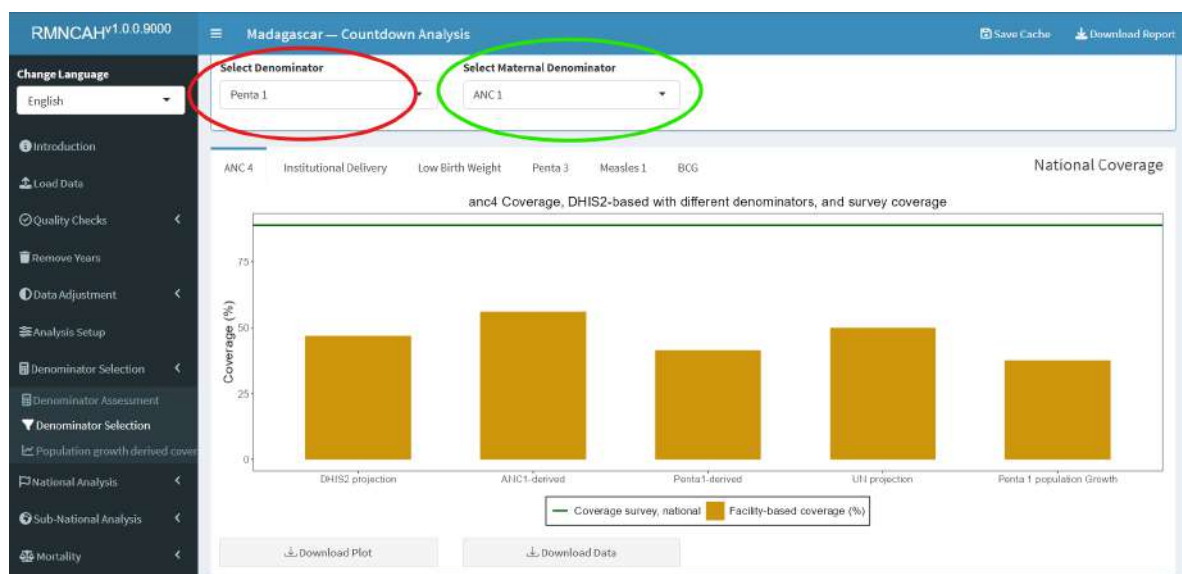 RMNCAHv1.0.0.9000
Madagascar — Countdown Analysis
Save Cache
Download Report
Change Language
English
Introduction
Load Data
Quality Checks
Remove Years
Data Adjustment
Analysis Setup
Denominator Selection
Denominator Assessment
Denominator Selection
Population growth derived cover
National Analysis
Sub-National Analysis
Mortality
Select Denominator
Penta 1
Select Maternal Denominator
ANC 1
ANC 4
Institutional Delivery
Low Birth Weight
Penta 3
Measles 1
BCG
National Coverage
anc4 Coverage, DHIS2-based with different denominators, and survey coverage
Coverage (%)
75
50
25
0
DHIS2 projection
ANC1-derived
Penta1-derived
UN projection
Penta 1 population Growth
Coverage survey, national
Facility-based coverage (%)
Download Plot
Download Data